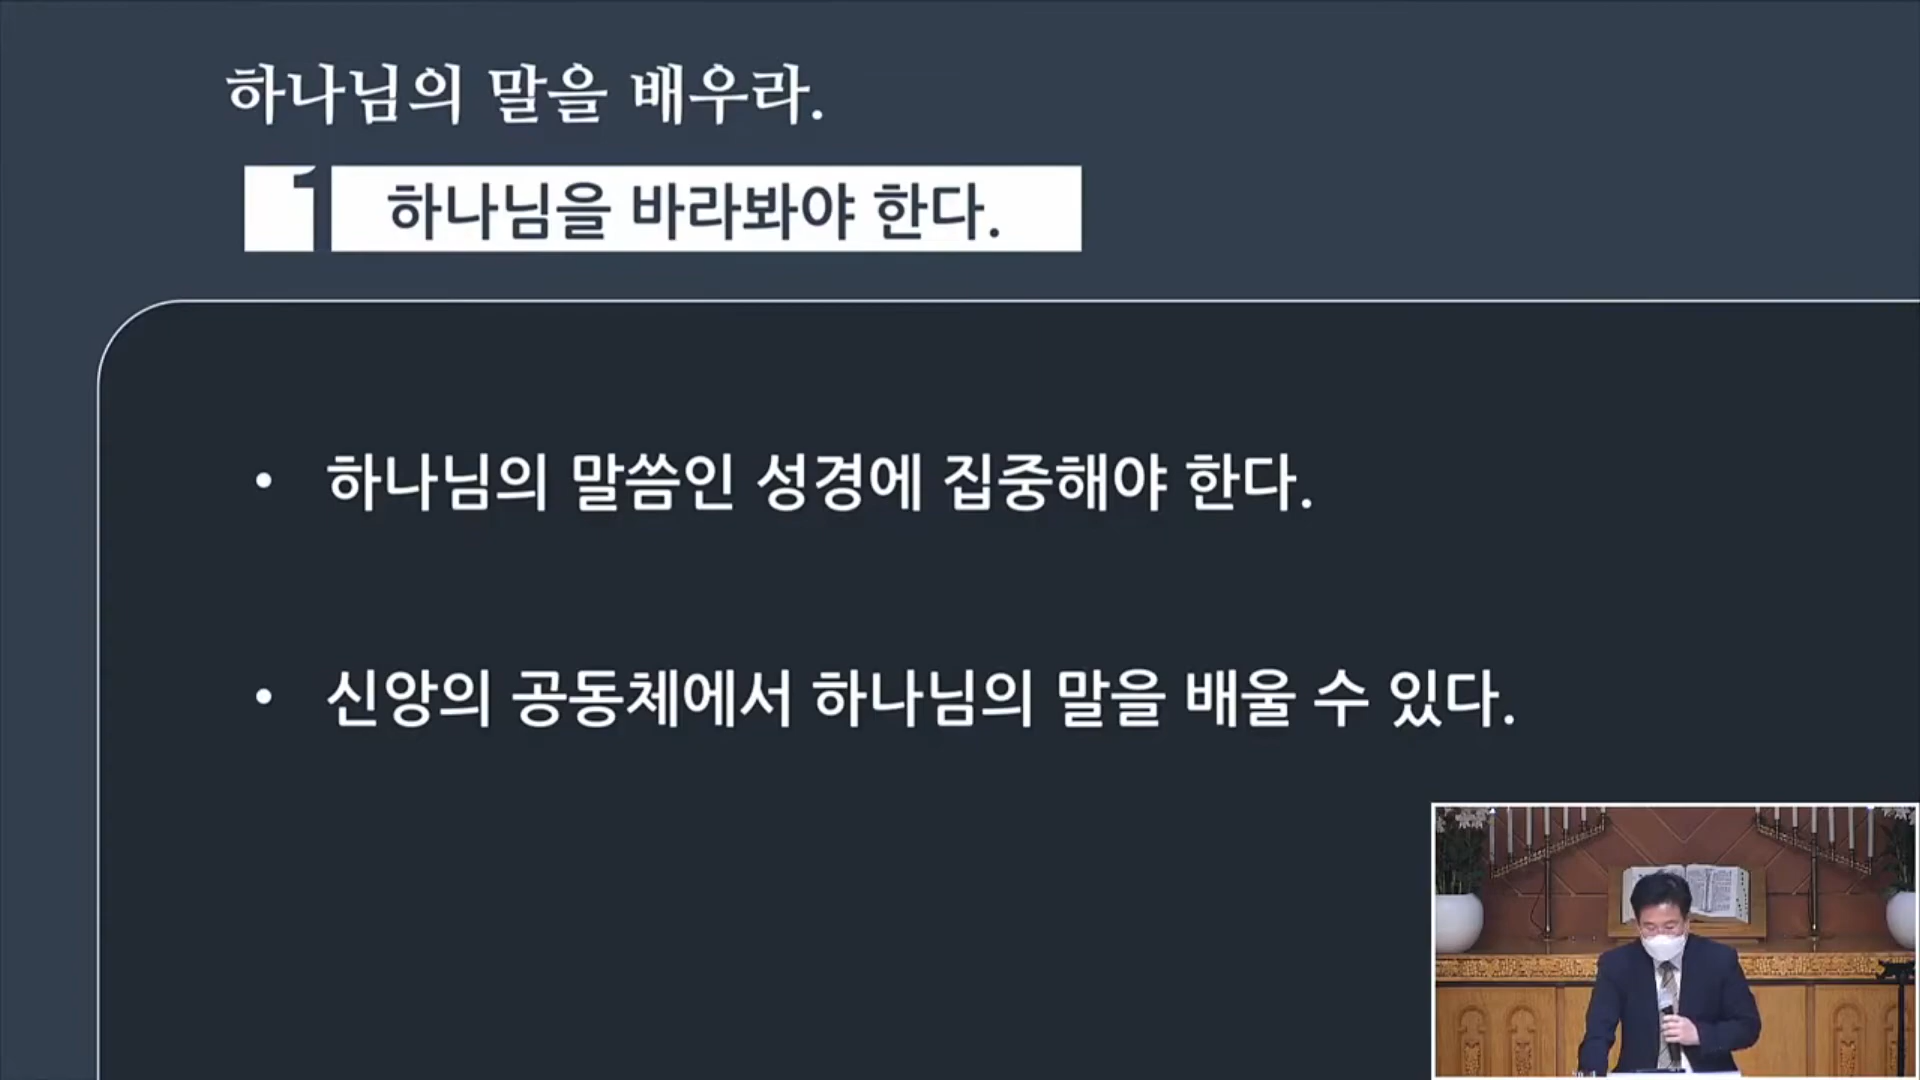 하나님의 말을 배우라.
1 하나님을 바라봐야 한다.
• 하나님의 말씀인 성경에 집중해야 한다.
• 신앙의 공동체에서 하나님의 말을 배울 수 있다.